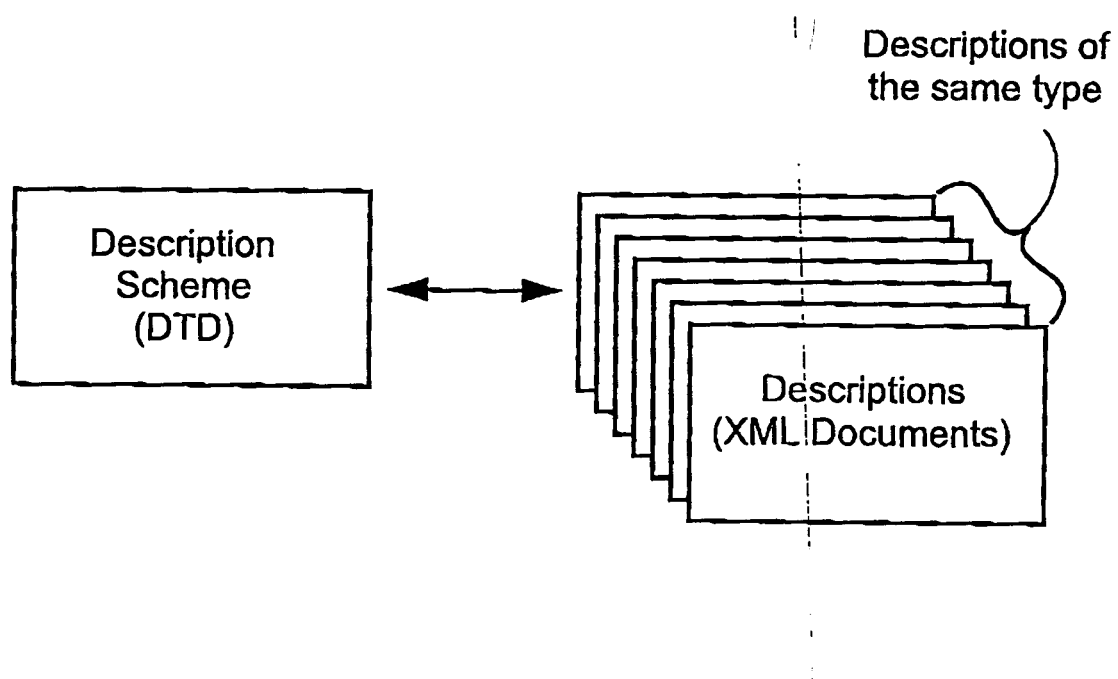 Descriptions of
the same type
Description
Scheme
(DTD)
Descriptions
(XML Documents)